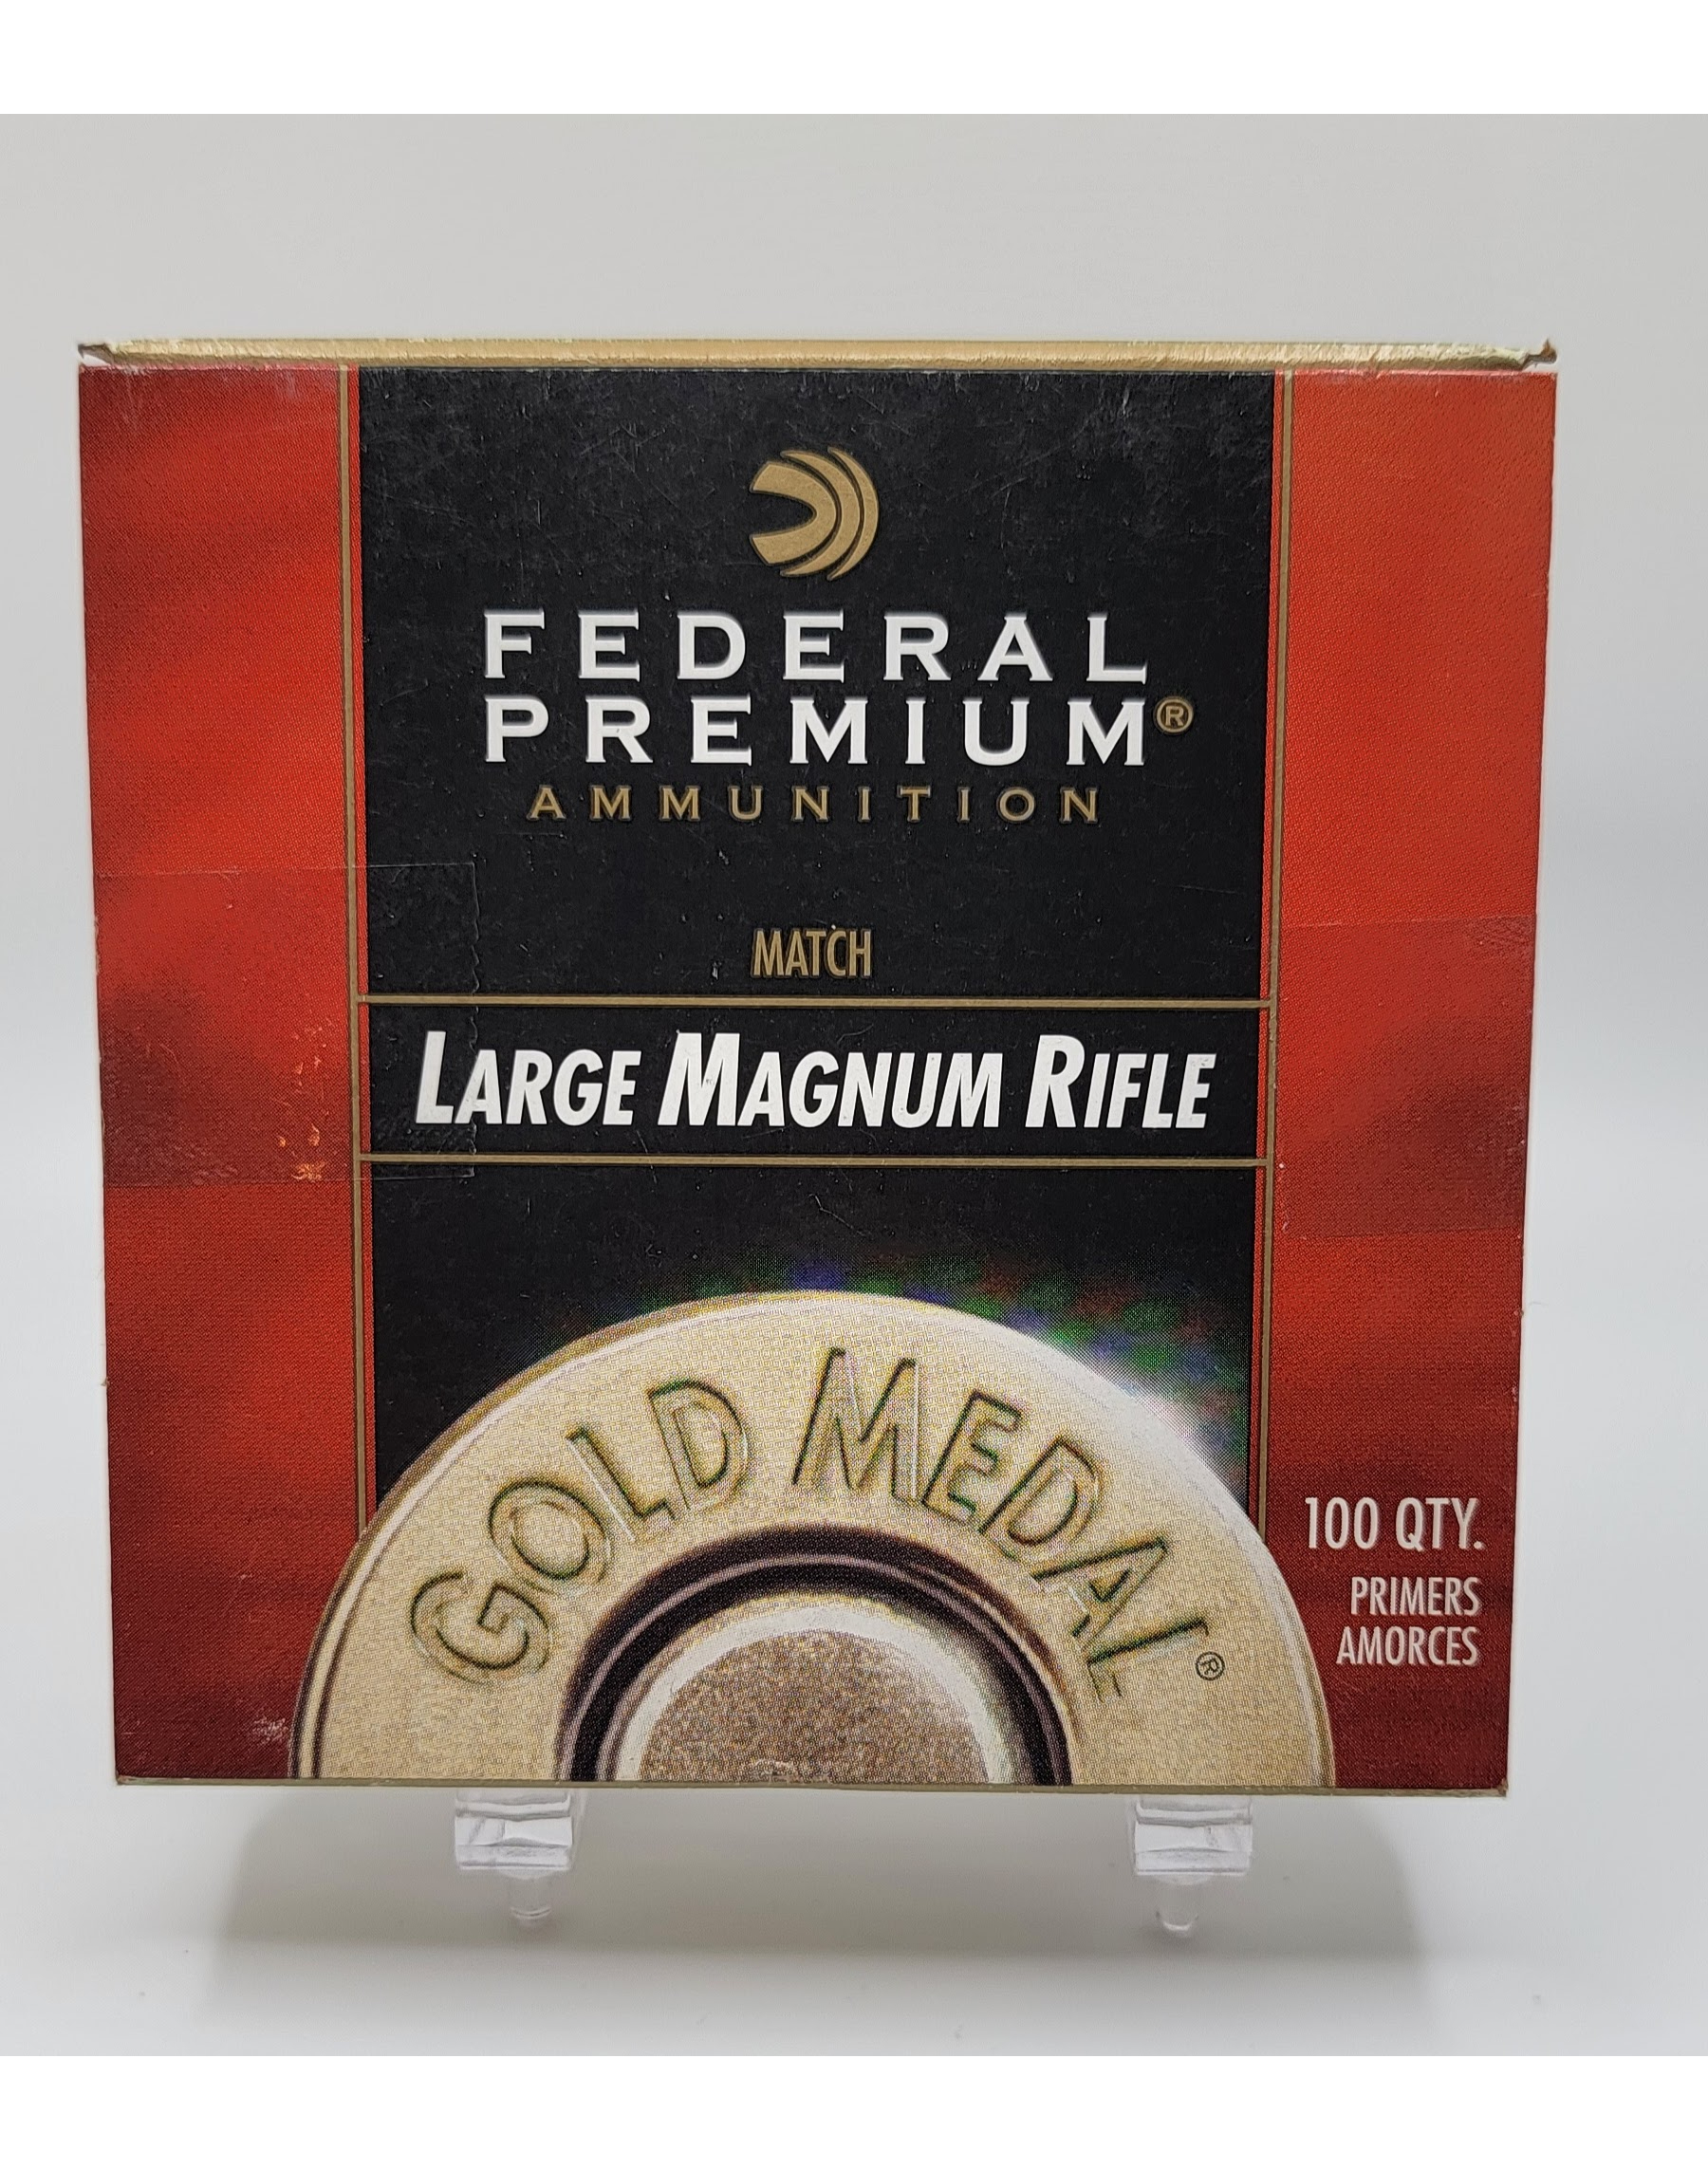 FEDERAL
PREMIUM®
AMMUNITION
MATCH
LARGE MAGNUM RIFLE
GOLD MEDAL®
100 QTY.
PRIMERS
AMORCES